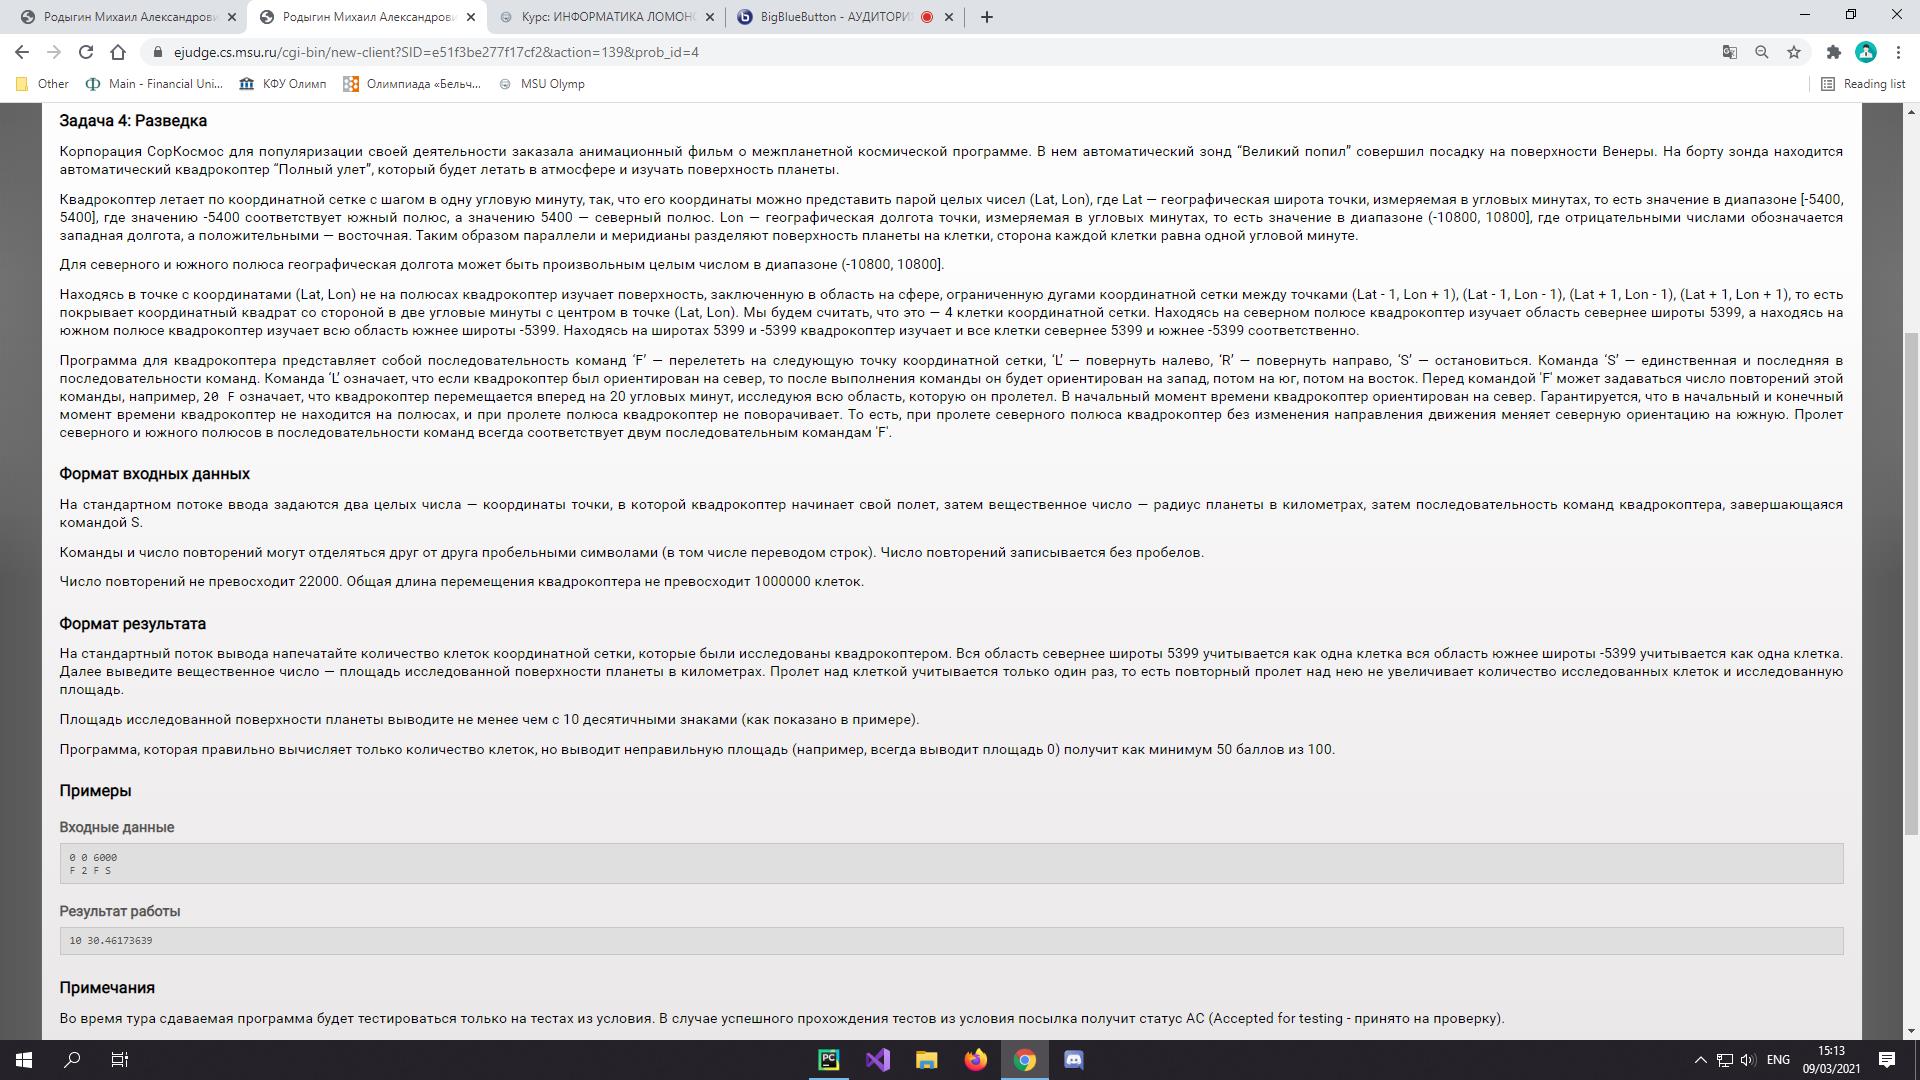 Родыгин Михаил Александрови
Родыгин Михаил Александрови
Курс: ИНФОРМАТИКА ЛОМОНО
BigBlueButton - АУДИТОРИ
ejudge.cs.msu.ru/cgi-bin/new-client?SID=e51f3be277f17cf2&action=139&prob_id=4
Other
Main - Financial Uni...
КФУ Олимп
Олимпиада «Бельч...
MSU Olymp
Reading list
Задача 4: Разведка
Корпорация СорКосмос для популяризации своей деятельности заказала анимационный фильм о межпланетной космической программе. В нем автоматический зонд “Великий попил” совершил посадку на поверхности Венеры. На борту зонда находится
автоматический квадрокоптер “Полный улет”, который будет летать в атмосфере и изучать поверхность планеты.
Квадрокоптер летает по координатной сетке с шагом в одну угловую минуту, так, что его координаты можно представить парой целых чисел (Lat, Lon), где Lat — географическая широта точки, измеряемая в угловых минутах, то есть значение в диапазоне [-5400,
5400], где значению -5400 соответствует южный полюс, а значению 5400 — северный полюс. Lon — географическая долгота точки, измеряемая в угловых минутах, то есть значение в диапазоне (-10800, 10800], где отрицательными числами обозначается
западная долгота, а положительными — восточная. Таким образом параллели и меридианы разделяют поверхность планеты на клетки, сторона каждой клетки равна одной угловой минуте.
Для северного и южного полюса географическая долгота может быть произвольным целым числом в диапазоне (-10800, 10800].
Находясь в точке с координатами (Lat, Lon) не на полюсах квадрокоптер изучает поверхность, заключенную в область на сфере, ограниченную дугами координатной сетки между точками (Lat - 1, Lon + 1), (Lat - 1, Lon - 1), (Lat + 1, Lon - 1), (Lat + 1, Lon + 1), то есть
покрывает координатный квадрат со стороной в две угловые минуты с центром в точке (Lat, Lon). Мы будем считать, что это — 4 клетки координатной сетки. Находясь на северном полюсе квадрокоптер изучает область севернее широты 5399, а находясь на
южном полюсе квадрокоптер изучает всю область южнее широты -5399. Находясь на широтах 5399 и -5399 квадрокоптер изучает и все клетки севернее 5399 и южнее -5399 соответственно.
Программа для квадрокоптера представляет собой последовательность команд ‘F’ — перелететь на следующую точку координатной сетки, ‘L’ — повернуть налево, ‘R’ — повернуть направо, ‘S’ — остановиться. Команда ‘S’ — единственная и последняя в
последовательности команд. Команда ‘L’ означает, что если квадрокоптер был ориентирован на север, то после выполнения команды он будет ориентирован на запад, потом на юг, потом на восток. Перед командой 'F' может задаваться число повторений этой
команды, например, 20 F означает, что квадрокоптер перемещается вперед на 20 угловых минут, исследуюя всю область, которую он пролетел. В начальный момент времени квадрокоптер ориентирован на север. Гарантируется, что в начальный и конечный
момент времени квадрокоптер не находится на полюсах, и при пролете полюса квадрокоптер не поворачивает. То есть, при пролете северного полюса квадрокоптер без изменения направления движения меняет северную ориентацию на южную. Пролет
северного и южного полюсов в последовательности команд всегда соответствует двум последовательным командам 'F'.
Формат входных данных
На стандартном потоке ввода задаются два целых числа — координаты точки, в которой квадрокоптер начинает свой полет, затем вещественное число — радиус планеты в километрах, затем последовательность команд квадрокоптера, завершающаяся
командой S.
Команды и число повторений могут отделяться друг от друга пробельными символами (в том числе переводом строк). Число повторений записывается без пробелов.
Число повторений не превосходит 22000. Общая длина перемещения квадрокоптера не превосходит 1000000 клеток.
Формат результата
На стандартный поток вывода напечатайте количество клеток координатной сетки, которые были исследованы квадрокоптером. Вся область севернее широты 5399 учитывается как одна клетка вся область южнее широты -5399 учитывается как одна клетка.
Далее выведите вещественное число — площадь исследованной поверхности планеты в километрах. Пролет над клеткой учитывается только один раз, то есть повторный пролет над нею не увеличивает количество исследованных клеток и исследованную
площадь.
Площадь исследованной поверхности планеты выводите не менее чем с 10 десятичными знаками (как показано в примере).
Программа, которая правильно вычисляет только количество клеток, но выводит неправильную площадь (например, всегда выводит площадь 0) получит как минимум 50 баллов из 100.
Примеры
Входные данные
0 0 6000
F 2 F S
Результат работы
10 30.46173639
Примечания
Во время тура сдаваемая программа будет тестироваться только на тестах из условия. В случае успешного прохождения тестов из условия посылка получит статус AC (Accepted for testing - принято на проверку).
PC
ENG
15:13
09/03/2021